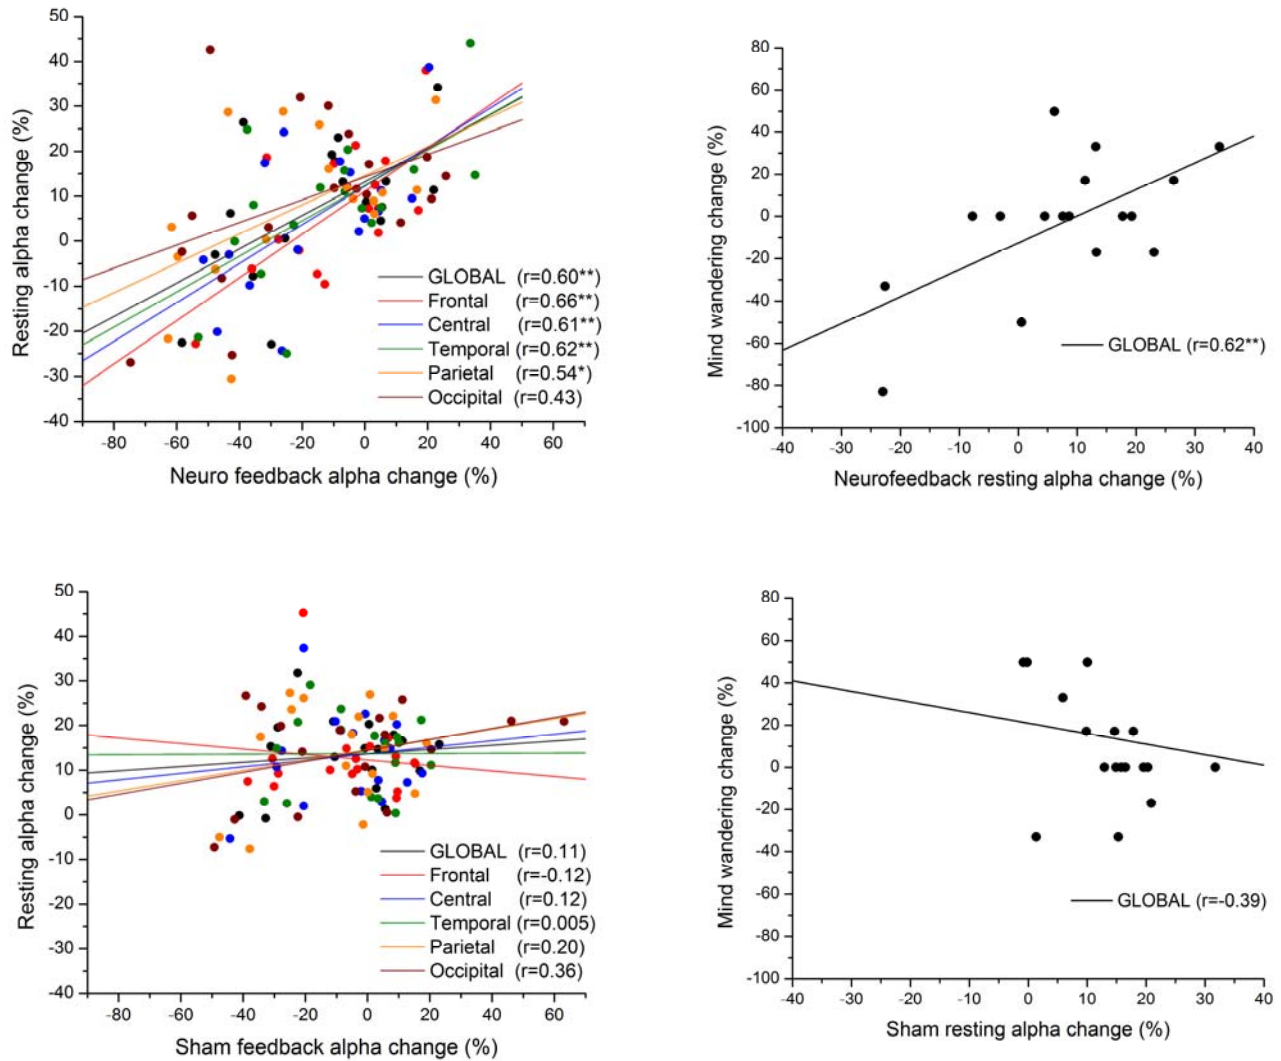 50
40
30
20
10
0
-10
-20
-30
-40
Resting alpha change (%)
-80 -60 -40 -20 0 20 40 60
Neuro feedback alpha change (%)
GLOBAL (r=0.60**)
Frontal (r=0.66**)
Central (r=0.61**)
Temporal (r=0.62**)
Parietal (r=0.54*)
Occipital (r=0.43)
80
60
40
20
0
-20
-40
-60
-80
-100
Mind wandering change (%)
-40 -30 -20 -10 0 10 20 30 40
Neurofeedback resting alpha change (%)
GLOBAL (r=0.62**)
50
40
30
20
10
0
-10
-20
-30
-40
Resting alpha change (%)
-80 -60 -40 -20 0 20 40 60
Sham feedback alpha change (%)
GLOBAL (r=0.11)
Frontal (r=-0.12)
Central (r=0.12)
Temporal (r=0.005)
Parietal (r=0.20)
Occipital (r=0.36)
80
60
40
20
0
-20
-40
-60
-80
-100
Mind wandering change (%)
-40 -30 -20 -10 0 10 20 30 40
Sham resting alpha change (%)
GLOBAL (r=-0.39)